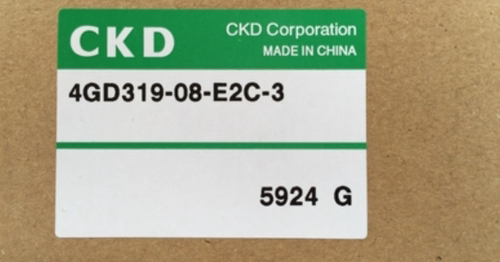 CKD
CKD Corporation
MADE IN CHINA
4GD319-08-E2C-3
5924 G